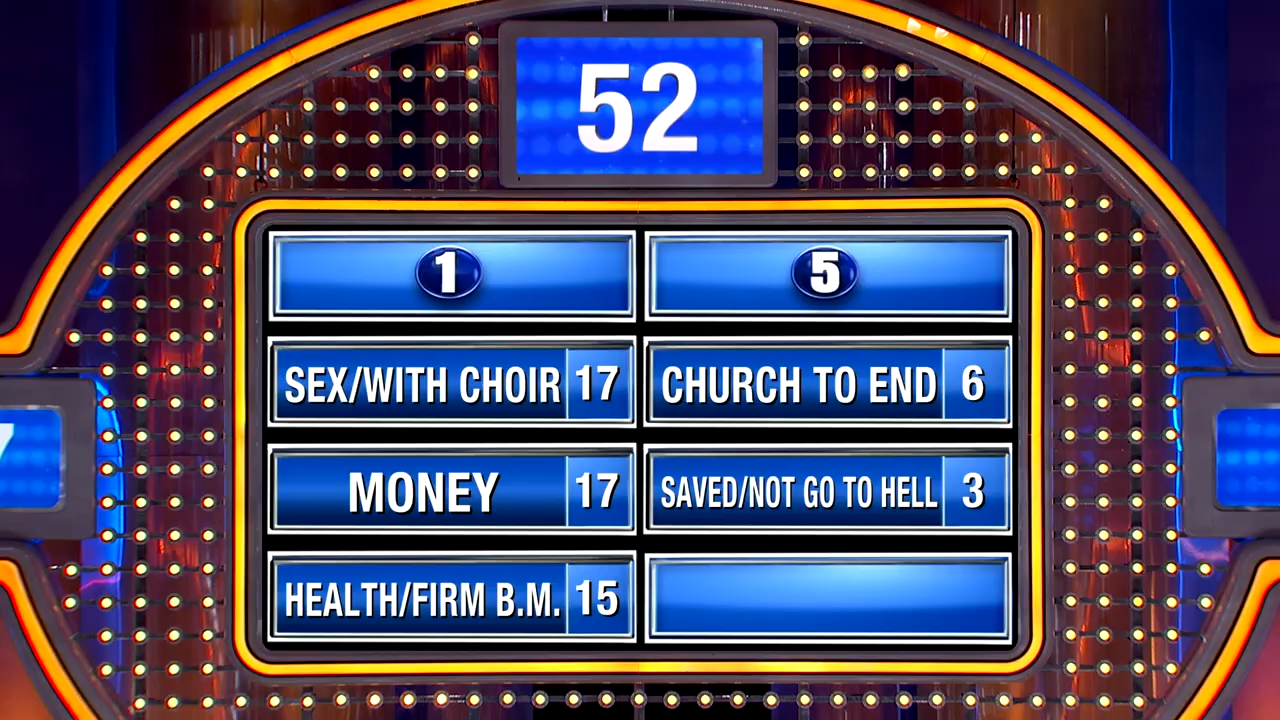 52
1
SEX/WITH CHOIR 17
MONEY 17
HEALTH/FIRM B.M. 15
5
CHURCH TO END 6
SAVED/NOT GO TO HELL 3
7